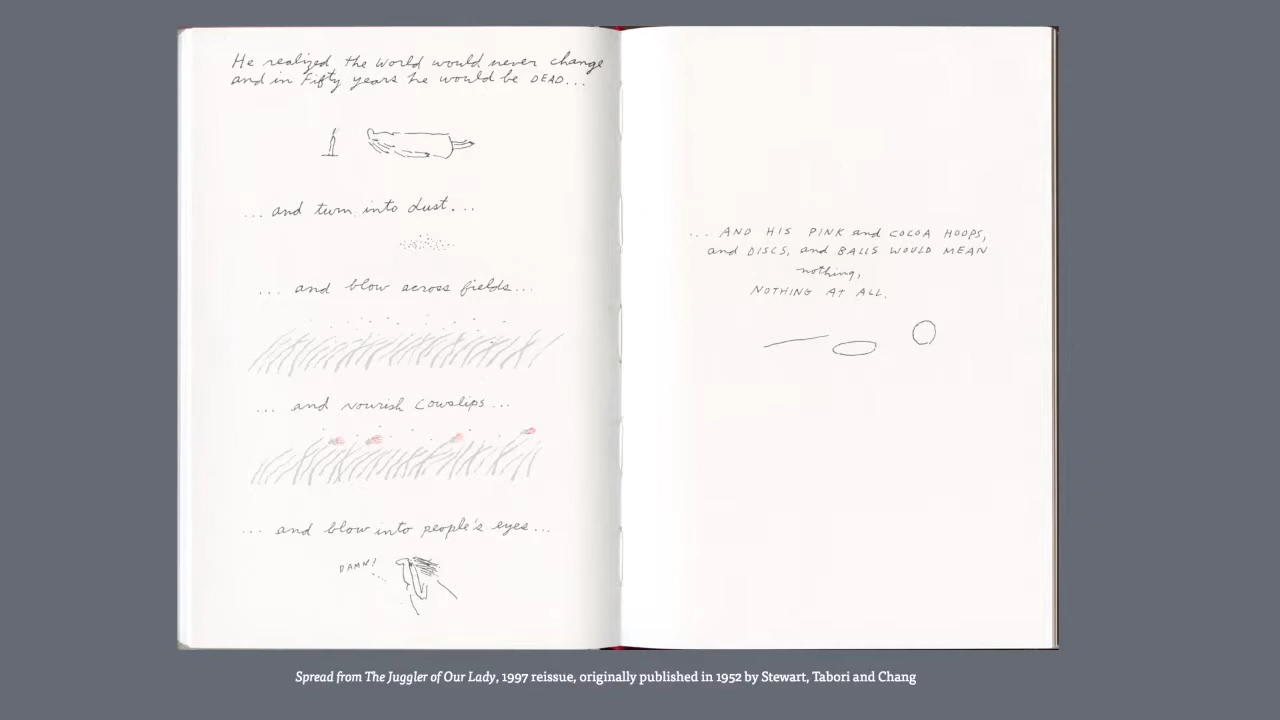 He realized the world would never change
and in Fifty years he would be DEAD...
... and turn into dust. ...
... and blow across fields...
... and nourish Cowslips ...
... and blow into people's eyes...
DAMN!
... AND HIS PINK and COCOA HOOPS,
and DISCS, and BALLS WOULD MEAN
nothing,
NOTHING AT ALL.
Spread from The Juggler of Our Lady, 1997 reissue, originally published in 1952 by Stewart, Tabori and Chang